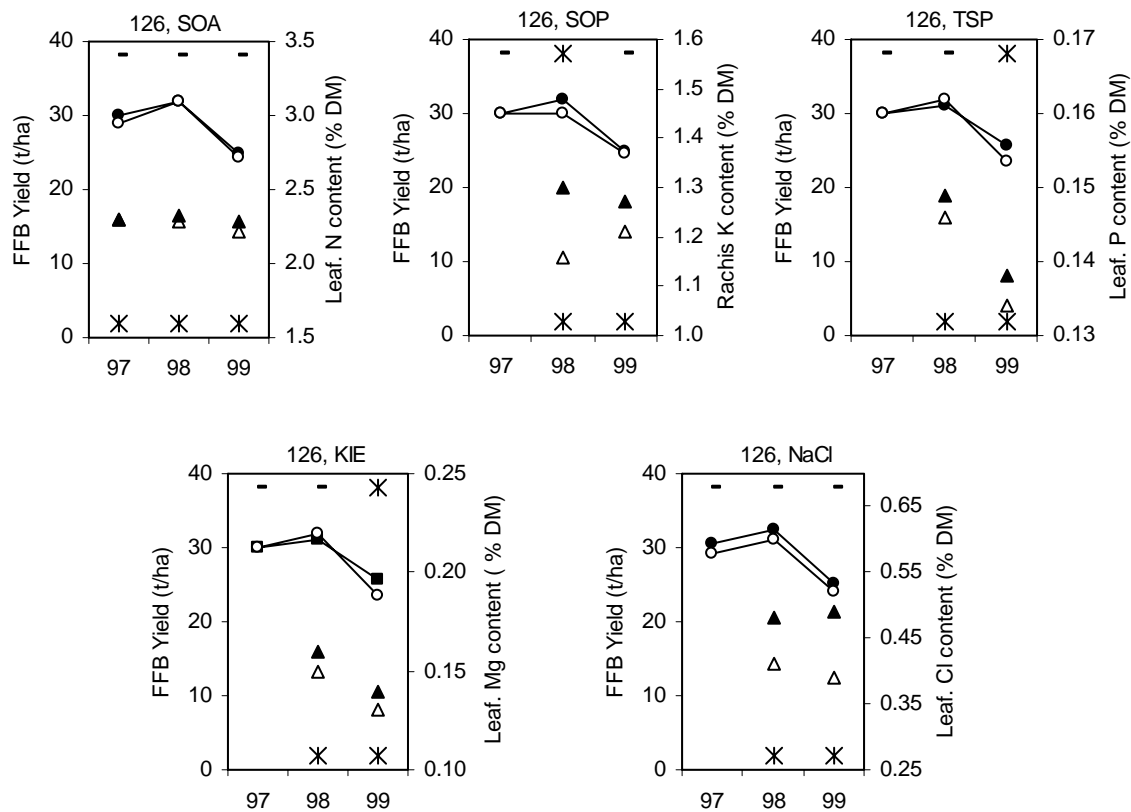 126, SOA
40
30
20
10
0
FFB Yield (t/ha)
3.5
3.0
2.5
2.0
1.5
Leaf. N content (% DM)
97 98 99
126, SOP
40
30
20
10
0
FFB Yield (t/ha)
1.6
1.5
1.4
1.3
1.2
1.1
1.0
Rachis K content (% DM)
97 98 99
126, TSP
40
30
20
10
0
FFB Yield (t/ha)
0.17
0.16
0.15
0.14
0.13
Leaf. P content (% DM)
97 98 99
126, KIE
40
30
20
10
0
FFB Yield (t/ha)
0.25
0.20
0.15
0.10
Leaf. Mg content ( % DM)
97 98 99
126, NaCl
40
30
20
10
0
FFB Yield (t/ha)
0.65
0.55
0.45
0.35
0.25
Leaf. Cl content (% DM)
97 98 99